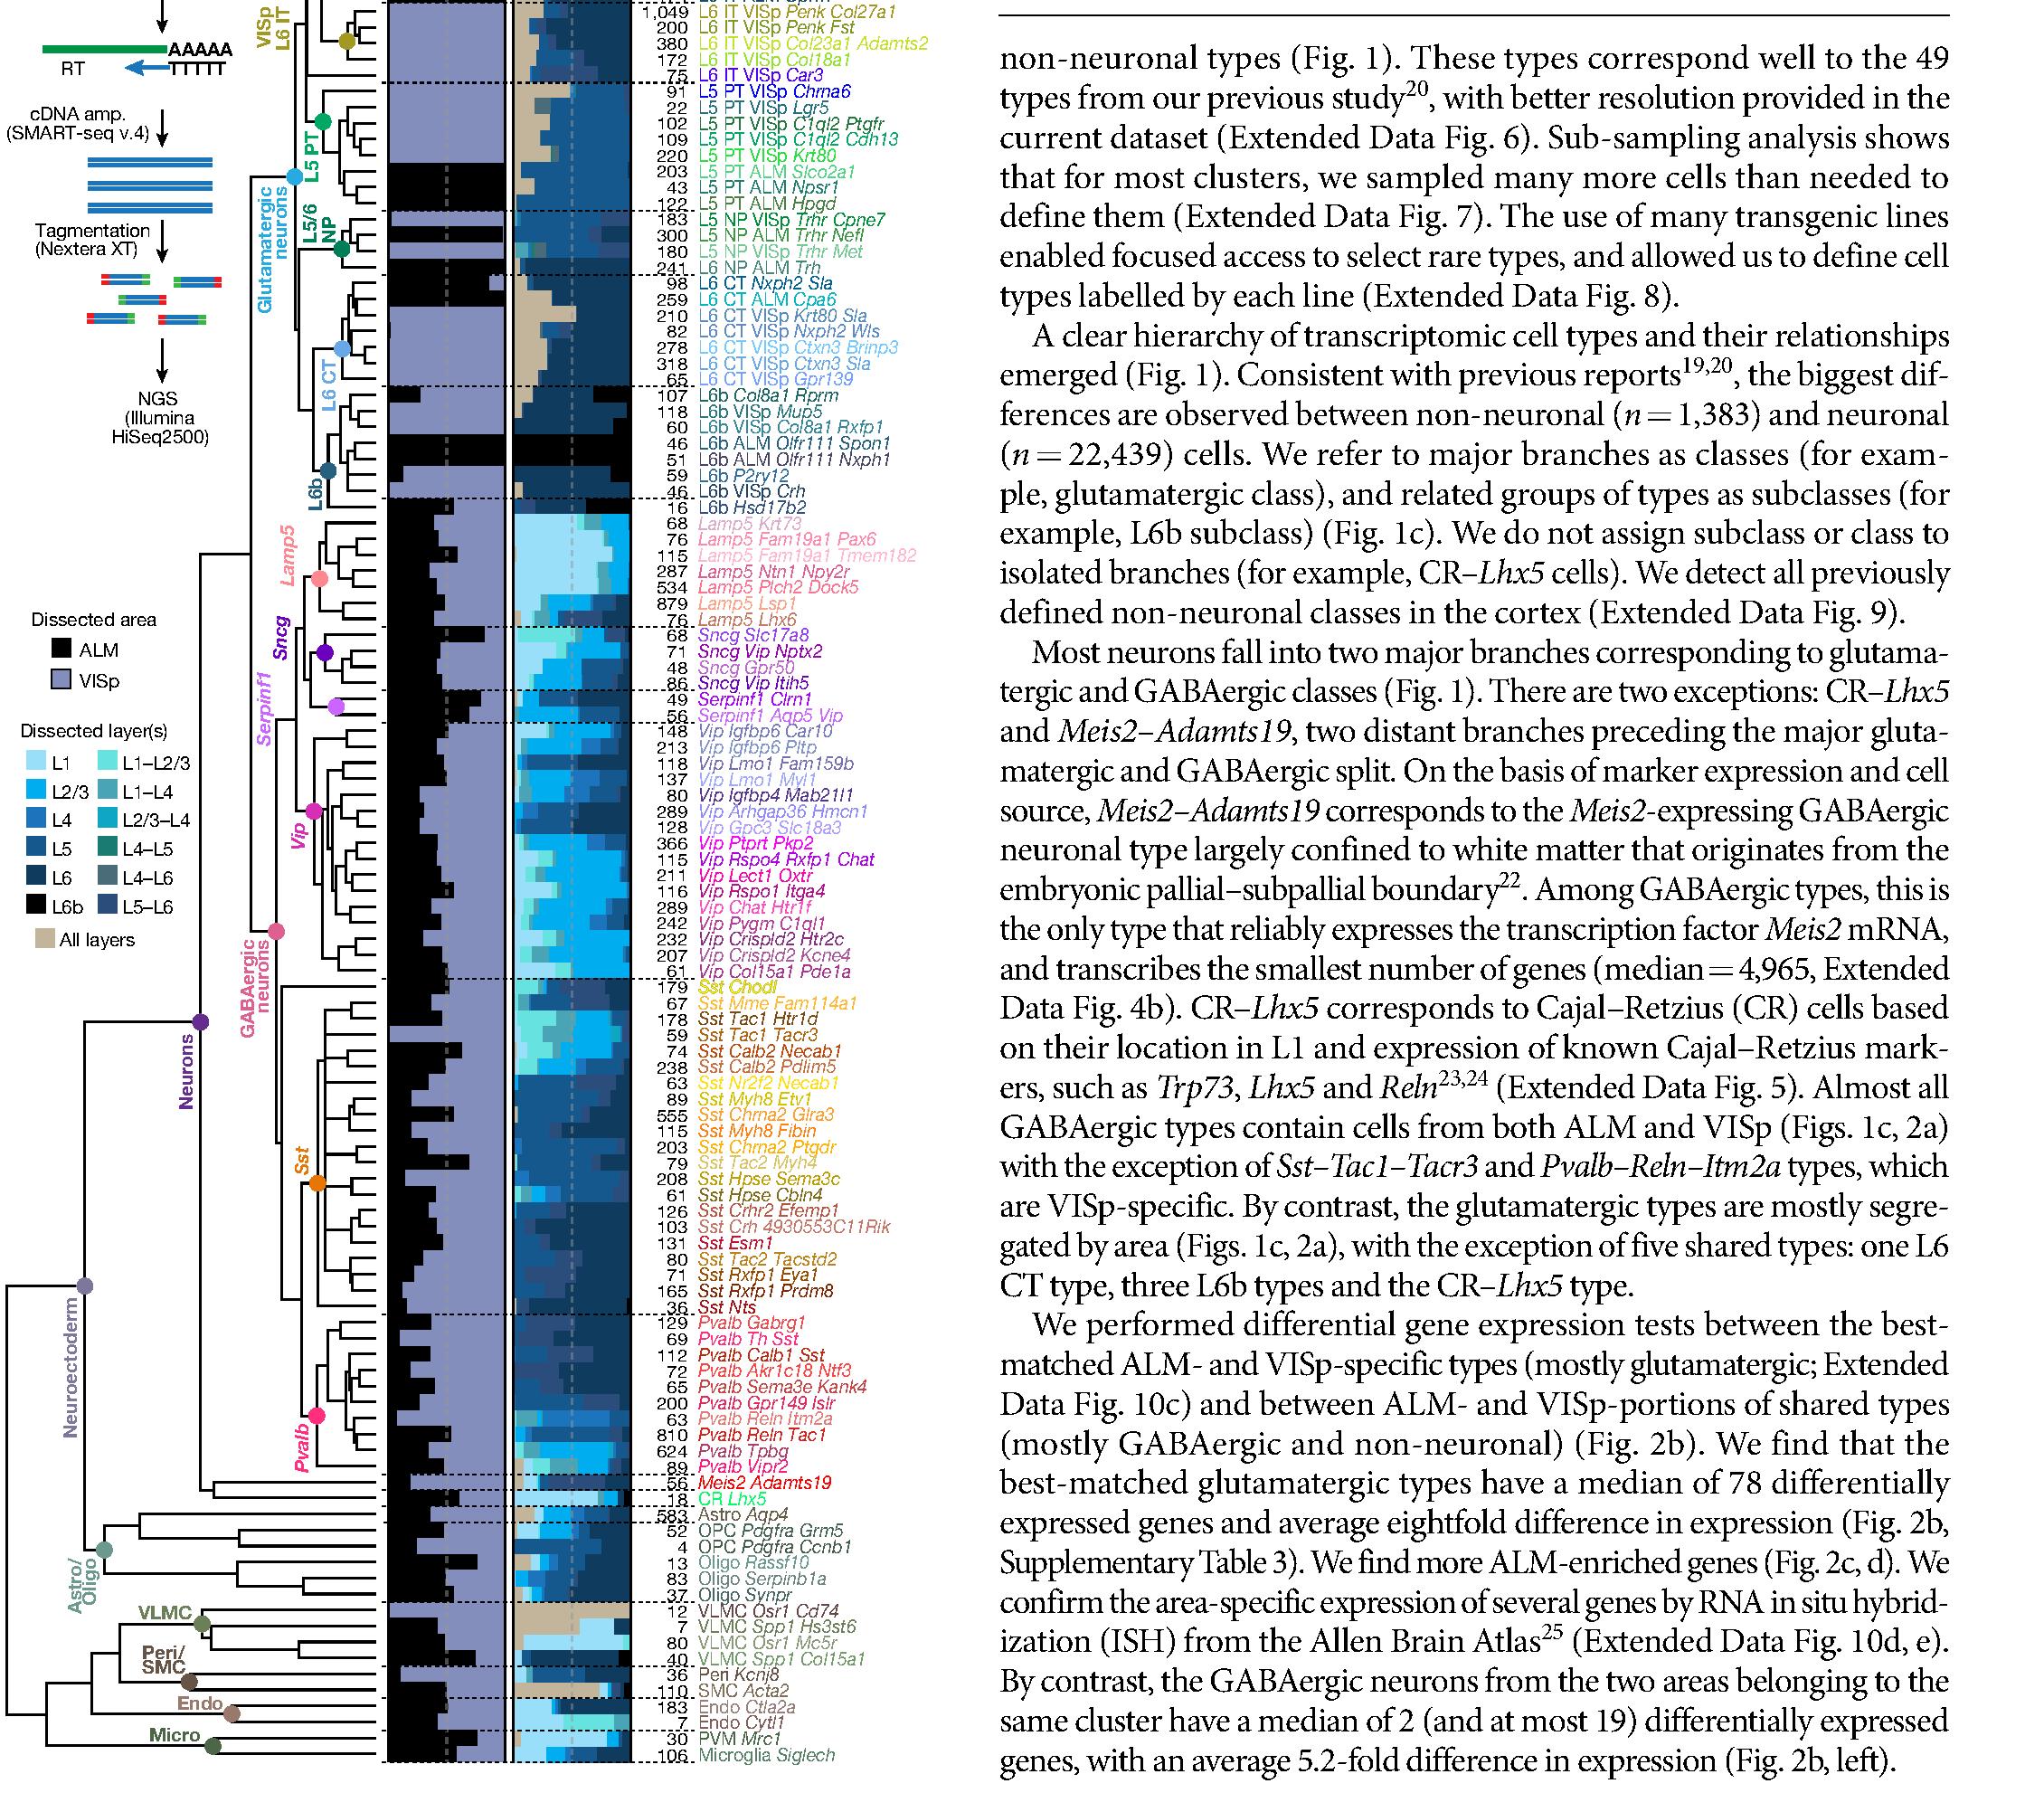 AAAAA
RT
TTTTT
cDNA amp.
(SMART-seq v.4)
Tagmentation
(Nextera XT)
NGS
(Illumina
HiSeq2500)
Dissected area
ALM
VISp
Dissected layer(s)
L1
L1–L2/3
L2/3
L1–L4
L4
L2/3–L4
L5
L4–L5
L6
L4–L6
L6b
L5–L6
All layers
VISp
L6 IT
L5 PT
Glutamatergic
neurons
L5/6
NP
L6 CT
L6b
Lamp5
Sncg
Serpinf1
Vip
GABAergic
neurons
Neurons
Sst
Neuroectoderm
Pvalb
Astro/
Oligo
VLMC
Peri/
SMC
Endo
Micro
1,049 L6 IT VISp Penk Col27a1
200 L6 IT VISp Penk Fst
380 L6 IT VISp Col23a1 Adamts2
172 L6 IT VISp Col18a1
75 L6 IT VISp Car3
91 L5 PT VISp Chrna6
22 L5 PT VISp Lgr5
102 L5 PT VISp C1ql2 Ptgfr
109 L5 PT VISp C1ql2 Cdh13
220 L5 PT VISp Krt80
203 L5 PT ALM Slco2a1
43 L5 PT ALM Npsr1
122 L5 PT ALM Hpgd
183 L5 NP VISp Trhr Cpne7
300 L5 NP ALM Trhr Nefl
180 L5 NP VISp Trhr Met
241 L6 NP ALM Trh
98 L6 CT Nxph2 Sla
259 L6 CT ALM Cpa6
210 L6 CT VISp Krt80 Sla
82 L6 CT VISp Nxph2 Wls
278 L6 CT VISp Ctxn3 Brinp3
318 L6 CT VISp Ctxn3 Sla
65 L6 CT VISp Gpr139
107 L6b Col8a1 Rprm
118 L6b VISp Mup5
60 L6b VISp Col8a1 Rxfp1
46 L6b ALM Olfr111 Spon1
51 L6b ALM Olfr111 Nxph1
59 L6b P2ry12
46 L6b VISp Crh
16 L6b Hsd17b2
68 Lamp5 Krt73
76 Lamp5 Fam19a1 Pax6
115 Lamp5 Fam19a1 Tmem182
287 Lamp5 Ntn1 Npy2r
534 Lamp5 Plch2 Dock5
879 Lamp5 Lsp1
76 Lamp5 Lhx6
68 Sncg Slc17a8
71 Sncg Vip Nptx2
48 Sncg Gpr50
86 Sncg Vip Itih5
49 Serpinf1 Clrn1
56 Serpinf1 Aqp5 Vip
148 Vip Igfbp6 Car10
213 Vip Igfbp6 Pltp
118 Vip Lmo1 Fam159b
137 Vip Lmo1 Myl1
80 Vip Igfbp4 Mab21l1
289 Vip Arhgap36 Hmcn1
128 Vip Gpc3 Slc18a3
366 Vip Ptprt Pkp2
115 Vip Rspo4 Rxfp1 Chat
211 Vip Lect1 Oxtr
116 Vip Rspo1 Itga4
289 Vip Chat Htr1f
242 Vip Pygm C1ql1
232 Vip Crispld2 Htr2c
207 Vip Crispld2 Kcne4
61 Vip Col15a1 Pde1a
179 Sst Chodl
67 Sst Mme Fam114a1
178 Sst Tac1 Htr1d
59 Sst Tac1 Tacr3
74 Sst Calb2 Necab1
238 Sst Calb2 Pdlim5
63 Sst Nr2f2 Necab1
89 Sst Myh8 Etv1
555 Sst Chrna2 Glra3
115 Sst Myh8 Fibin
203 Sst Chrna2 Ptgdr
79 Sst Tac2 Myh4
208 Sst Hpse Sema3c
61 Sst Hpse Cbln4
126 Sst Crhr2 Efemp1
103 Sst Crh 4930553C11Rik
131 Sst Esm1
80 Sst Tac2 Tacstd2
71 Sst Rxfp1 Eya1
165 Sst Rxfp1 Prdm8
36 Sst Nts
129 Pvalb Gabrg1
69 Pvalb Th Sst
112 Pvalb Calb1 Sst
72 Pvalb Akr1c18 Ntf3
65 Pvalb Sema3e Kank4
200 Pvalb Gpr149 Islr
63 Pvalb Reln Itm2a
810 Pvalb Reln Tac1
624 Pvalb Tpbg
89 Pvalb Vipr2
56 Meis2 Adamts19
18 CR Lhx5
583 Astro Aqp4
52 OPC Pdgfra Grm5
4 OPC Pdgfra Ccnb1
13 Oligo Rassf10
83 Oligo Serpinb1a
37 Oligo Synpr
12 VLMC Osr1 Cd74
7 VLMC Spp1 Hs3st6
80 VLMC Osr1 Mc5r
40 VLMC Spp1 Col15a1
36 Peri Kcnj8
110 SMC Acta2
183 Endo Ctla2a
7 Endo Cytl1
30 PVM Mrc1
106 Microglia Siglech
non-neuronal types (Fig. 1). These types correspond well to the 49
types from our previous study20, with better resolution provided in the
current dataset (Extended Data Fig. 6). Sub-sampling analysis shows
that for most clusters, we sampled many more cells than needed to
define them (Extended Data Fig. 7). The use of many transgenic lines
enabled focused access to select rare types, and allowed us to define cell
types labelled by each line (Extended Data Fig. 8).
A clear hierarchy of transcriptomic cell types and their relationships
emerged (Fig. 1). Consistent with previous reports19,20, the biggest dif-
ferences are observed between non-neuronal (n = 1,383) and neuronal
(n = 22,439) cells. We refer to major branches as classes (for exam-
ple, glutamatergic class), and related groups of types as subclasses (for
example, L6b subclass) (Fig. 1c). We do not assign subclass or class to
isolated branches (for example, CR–Lhx5 cells). We detect all previously
defined non-neuronal classes in the cortex (Extended Data Fig. 9).
Most neurons fall into two major branches corresponding to glutama-
tergic and GABAergic classes (Fig. 1). There are two exceptions: CR–Lhx5
and Meis2–Adamts19, two distant branches preceding the major gluta-
matergic and GABAergic split. On the basis of marker expression and cell
source, Meis2–Adamts19 corresponds to the Meis2-expressing GABAergic
neuronal type largely confined to white matter that originates from the
embryonic pallial–subpallial boundary22. Among GABAergic types, this is
the only type that reliably expresses the transcription factor Meis2 mRNA,
and transcribes the smallest number of genes (median = 4,965, Extended
Data Fig. 4b). CR–Lhx5 corresponds to Cajal–Retzius (CR) cells based
on their location in L1 and expression of known Cajal–Retzius mark-
ers, such as Trp73, Lhx5 and Reln23,24 (Extended Data Fig. 5). Almost all
GABAergic types contain cells from both ALM and VISp (Figs. 1c, 2a)
with the exception of Sst–Tac1–Tacr3 and Pvalb–Reln–Itm2a types, which
are VISp-specific. By contrast, the glutamatergic types are mostly segre-
gated by area (Figs. 1c, 2a), with the exception of five shared types: one L6
CT type, three L6b types and the CR–Lhx5 type.
We performed differential gene expression tests between the best-
matched ALM- and VISp-specific types (mostly glutamatergic; Extended
Data Fig. 10c) and between ALM- and VISp-portions of shared types
(mostly GABAergic and non-neuronal) (Fig. 2b). We find that the
best-matched glutamatergic types have a median of 78 differentially
expressed genes and average eightfold difference in expression (Fig. 2b,
Supplementary Table 3). We find more ALM-enriched genes (Fig. 2c, d). We
confirm the area-specific expression of several genes by RNA in situ hybrid-
ization (ISH) from the Allen Brain Atlas25 (Extended Data Fig. 10d, e).
By contrast, the GABAergic neurons from the two areas belonging to the
same cluster have a median of 2 (and at most 19) differentially expressed
genes, with an average 5.2-fold difference in expression (Fig. 2b, left).